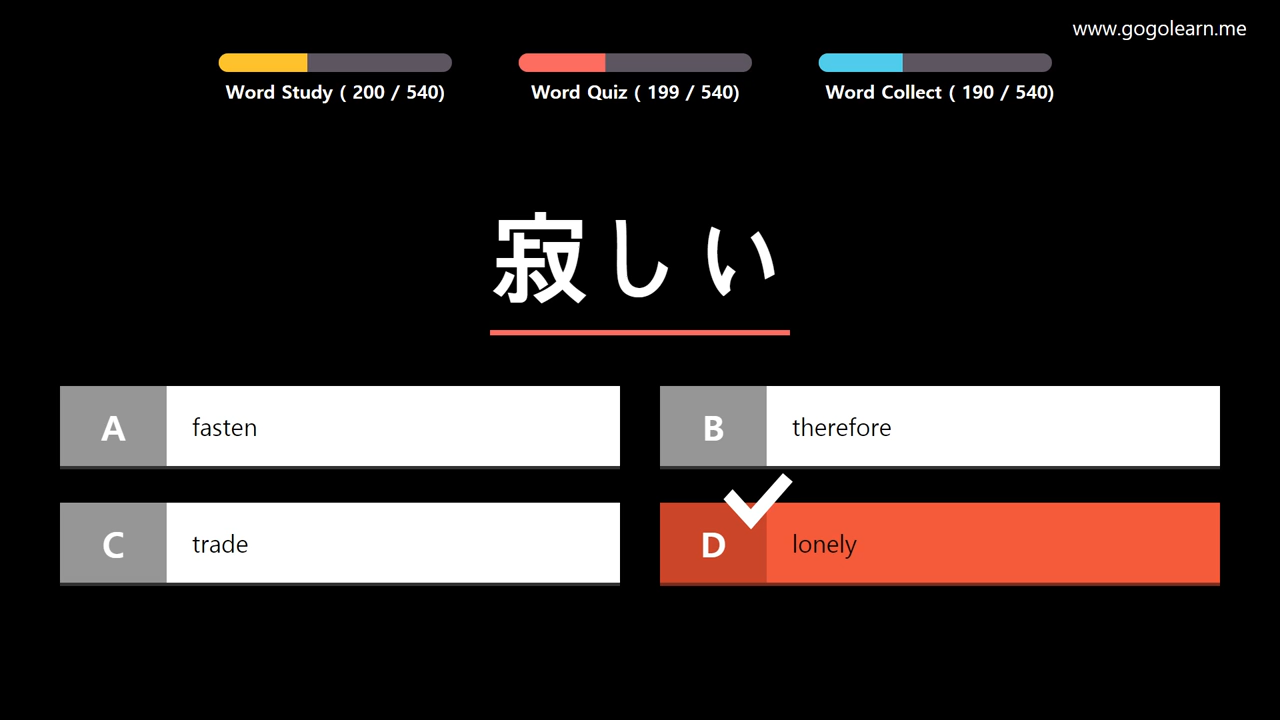 www.gogolearn.me
Word Study ( 200 / 540)
Word Quiz ( 199 / 540)
Word Collect ( 190 / 540)
寂しい
A fasten
B therefore
C trade
D lonely